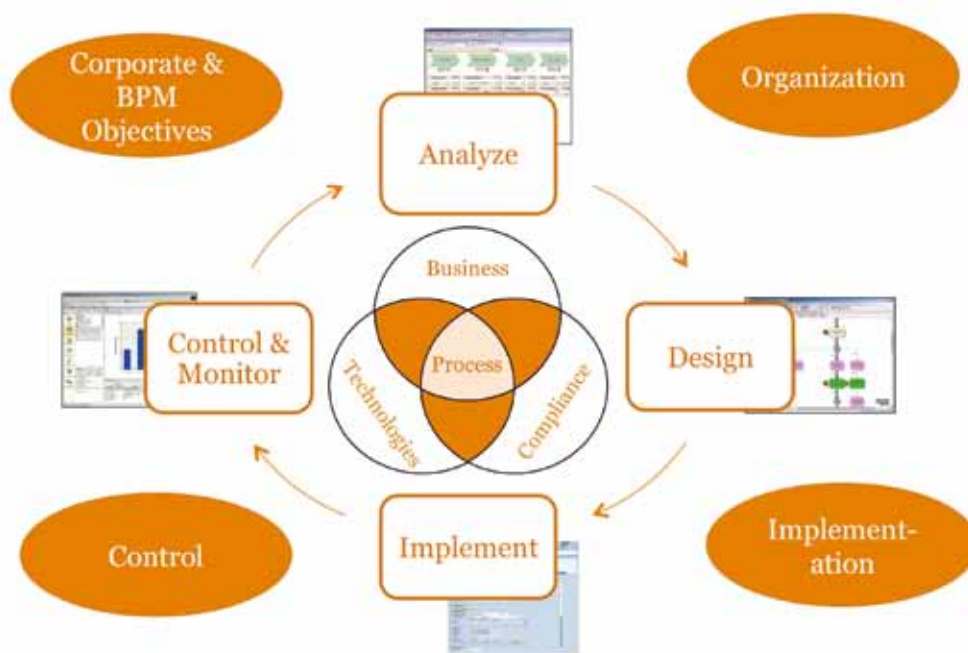 Corporate &
BPM
Objectives
Organization
Analyze
Business
Control &
Monitor
Process
Design
Technologies
Compliance
Implement
Control
Implement-
ation